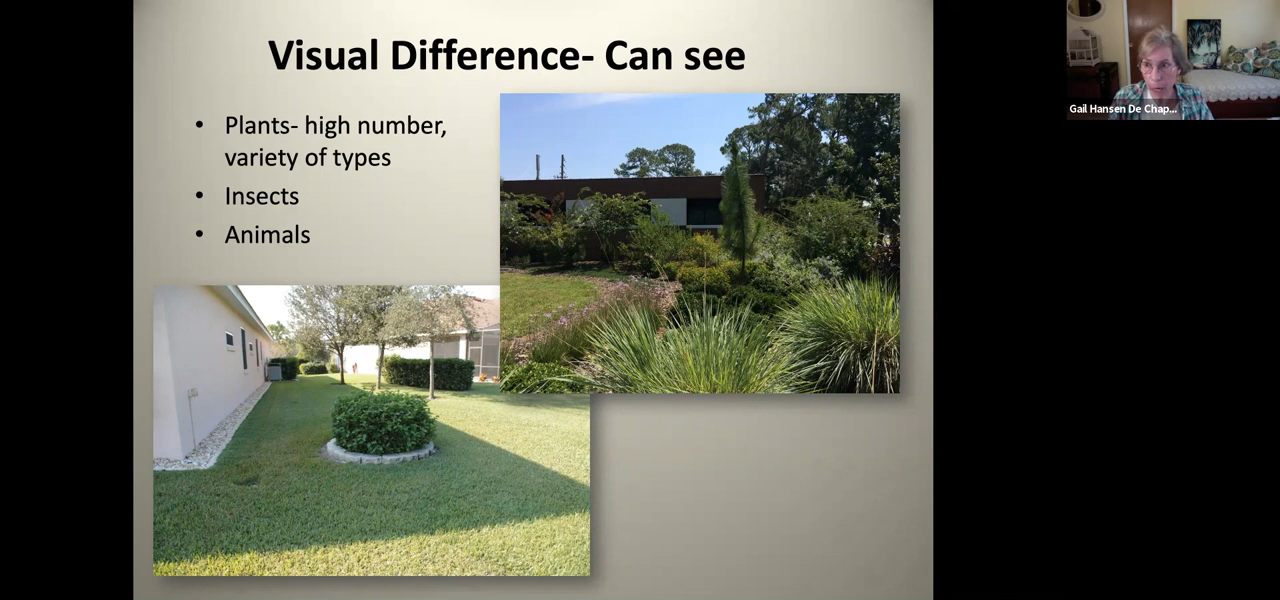 Visual Difference- Can see
• Plants- high number,
variety of types
• Insects
• Animals
Gail Hansen De Chap...